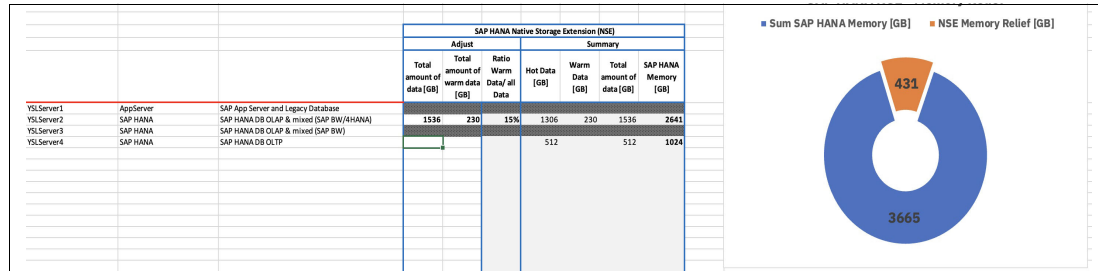 SAP HANA Native Storage Extension (NSE)
Adjust Summary
Total amount of data [GB] Total amount of warm data [GB] Ratio Warm Data/ all Data Hot Data [GB] Warm Data [GB] Total amount of data [GB] SAP HANA Memory [GB]
YSLServer1 AppServer SAP App Server and Legacy Database
YSLServer2 SAP HANA SAP HANA DB OLAP & mixed (SAP BW/4HANA) 1536 230 15% 1306 230 1536 2641
YSLServer3 SAP HANA SAP HANA DB OLAP & mixed (SAP BW)
YSLServer4 SAP HANA SAP HANA DB OLTP 512 512 1024
Sum SAP HANA Memory [GB] NSE Memory Relief [GB]
431
3665